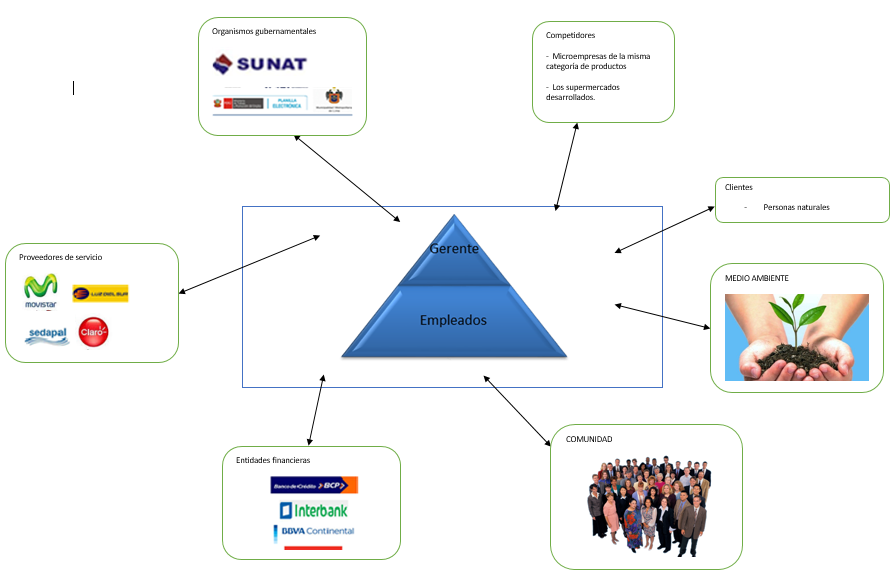 Organismos gubernamentales
SUNAT
PLANILLA
ELECTRÓNICA
Competidores
- Microempresas de la misma
categoría de productos
- Los supermercados
desarrollados.
Clientes
- Personas naturales
Gerente
Empleados
Proveedores de servicio
movistar
LUZ DEL SUR
sedapal
Claro
MEDIO AMBIENTE
Entidades financieras
Banco de Crédito >BCP>
Interbank
BBVA Continental
COMUNIDAD